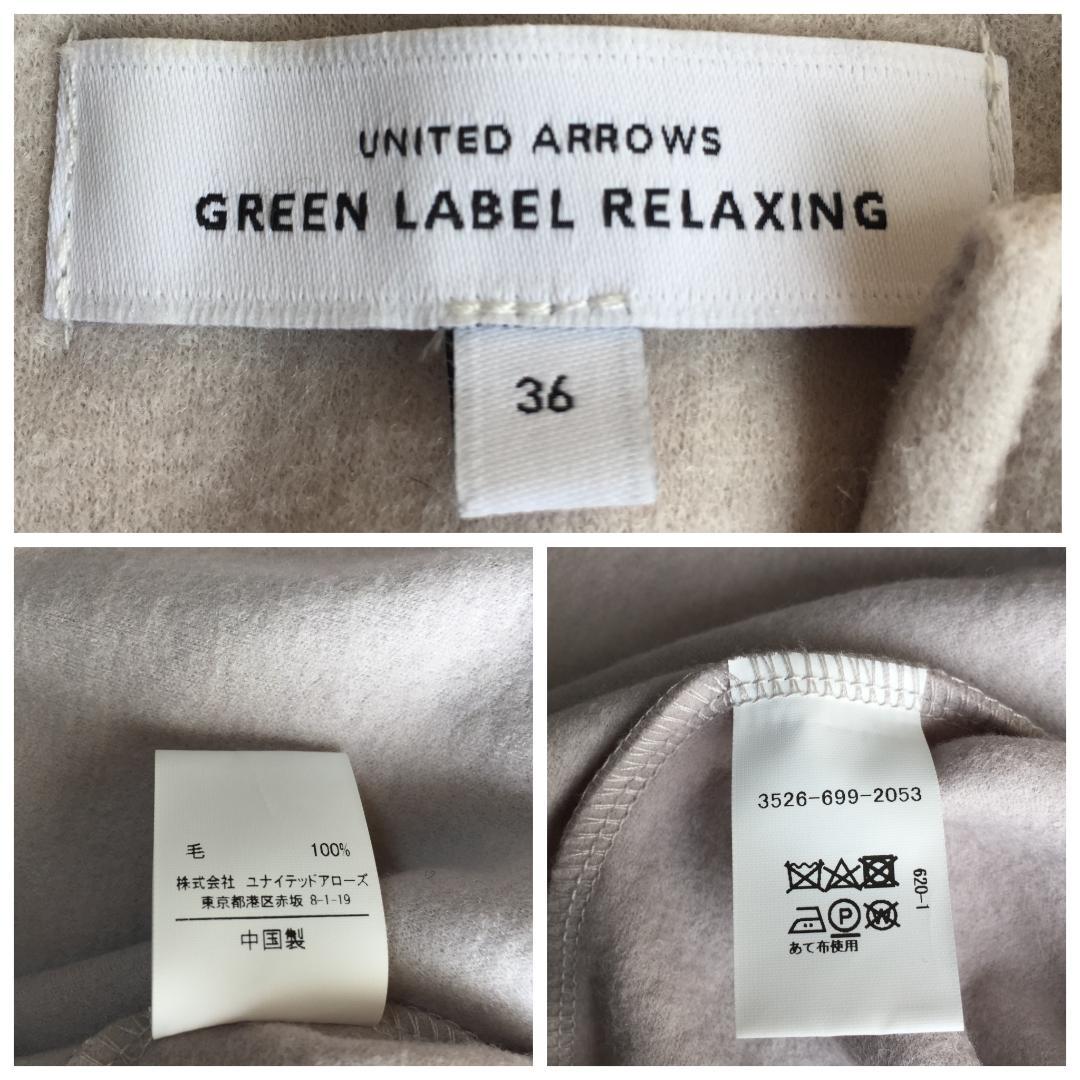 UNITED ARROWS
GREEN LABEL RELAXING
36
毛 100%
株式会社 ユナイテッドアローズ
東京都港区赤坂 8-1-19
中国製
3526-699-2053
620-1
P W
あて布使用